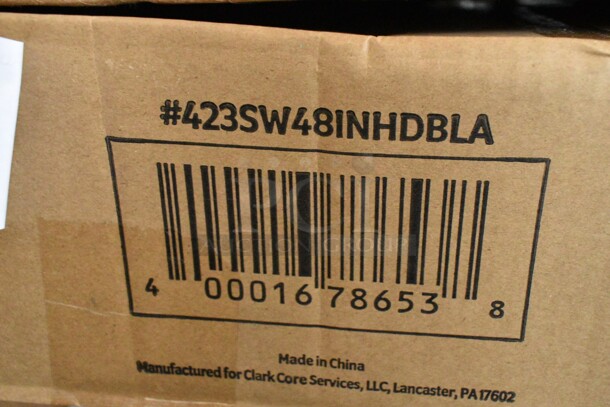 #423SW48INHDBLA
4 00016 78653 8
Made in China
Manufactured for Clark Core Services, LLC, Lancaster, PA 17602